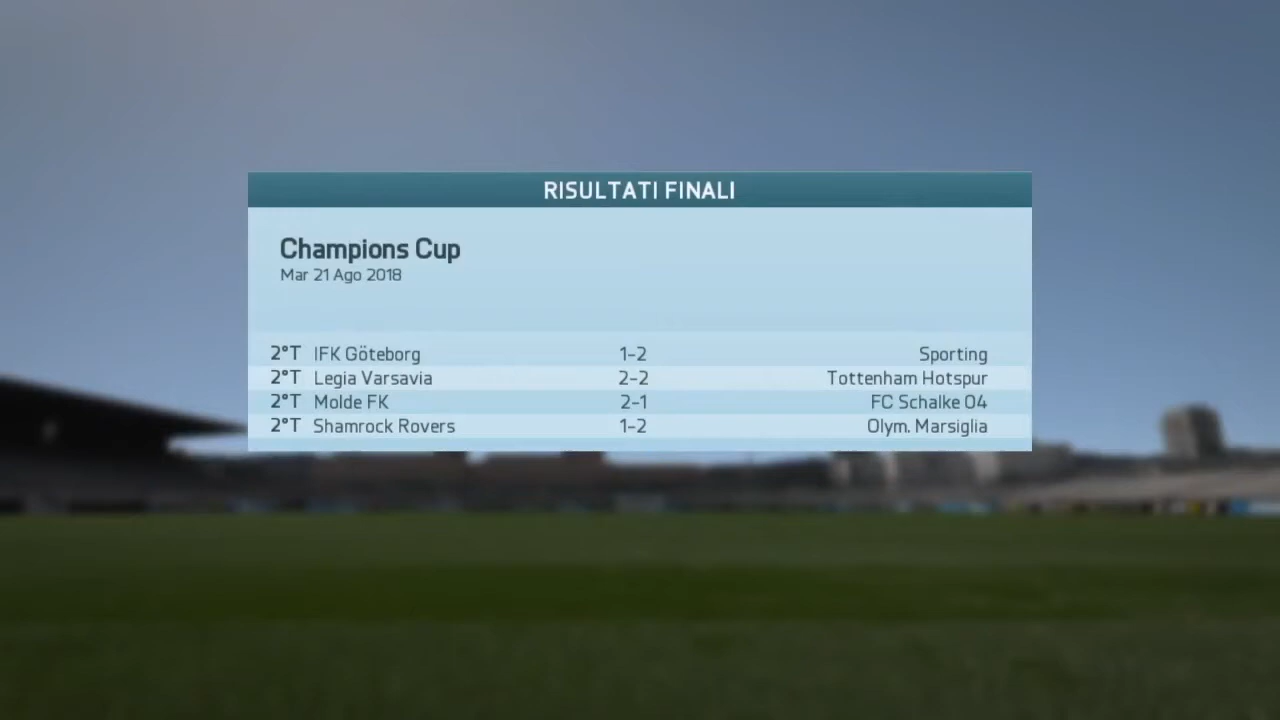 RISULTATI FINALI
Champions Cup
Mar 21 Ago 2018
2°T IFK Göteborg 1-2 Sporting
2°T Legia Varsavia 2-2 Tottenham Hotspur
2°T Molde FK 2-1 FC Schalke 04
2°T Shamrock Rovers 1-2 Olym. Marsiglia